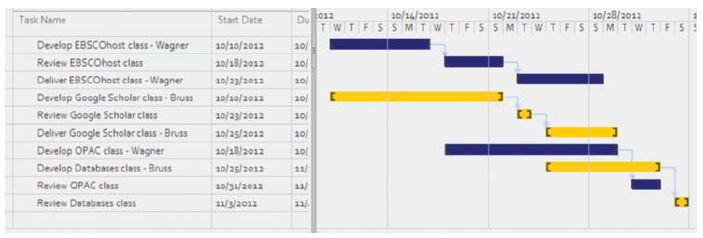 Task Name Start Date Du 2012 10/14/2012 10/21/2012 10/28/2012
T W T F S S M T W T F S S M T W T F S S M T W T F S S
Develop EBSCOhost class - Wagner 10/10/2012 10/
Review EBSCOhost class 10/18/2012 10/
Deliver EBSCOhost class - Wagner 10/23/2012 10/
Develop Google Scholar class - Bruss 10/10/2012 10/
Review Google Scholar class 10/23/2012 10/
Deliver Google Scholar class - Bruss 10/25/2012 10/
Develop OPAC class - Wagner 10/18/2012 10/
Develop Databases class - Bruss 10/25/2012 11/
Review OPAC class 10/31/2012 11/
Review Databases class 11/3/2012 11/